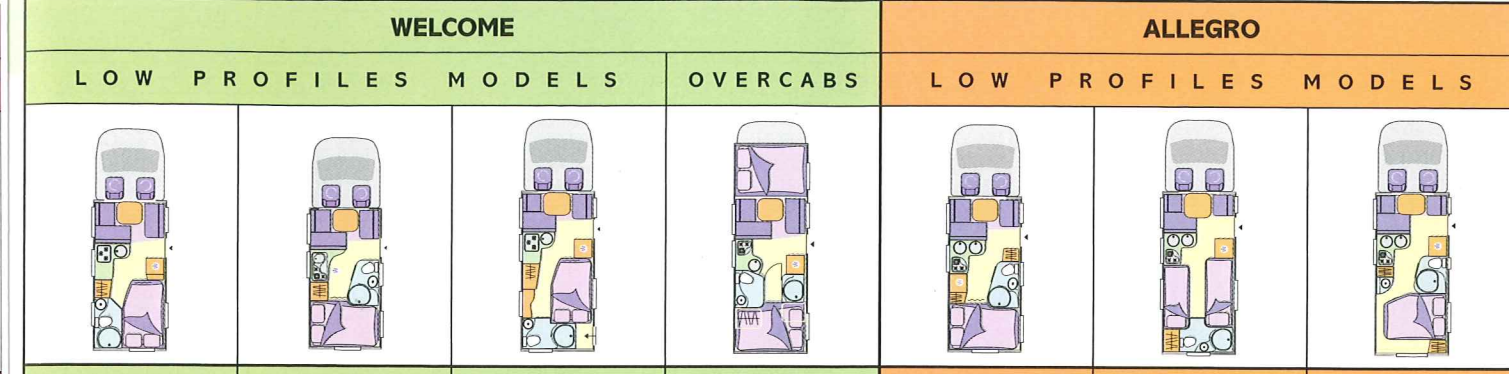 WELCOME
ALLEGRO
LOW PROFILES MODELS
OVERCABS
LOW PROFILES MODELS